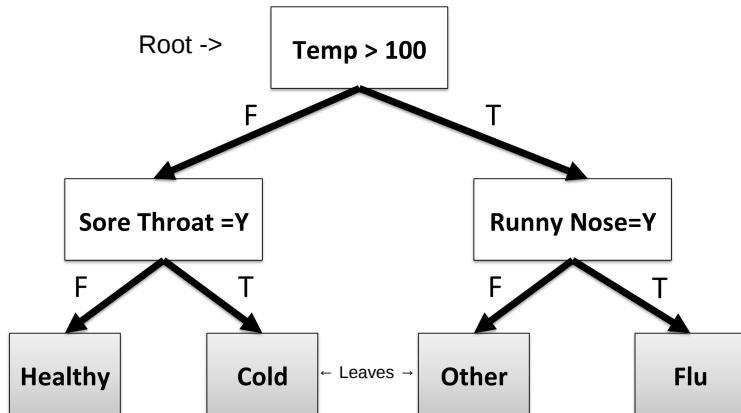 Root ->
Temp > 100
F
T
Sore Throat =Y
Runny Nose=Y
F
T
F
T
Healthy
Cold
← Leaves →
Other
Flu